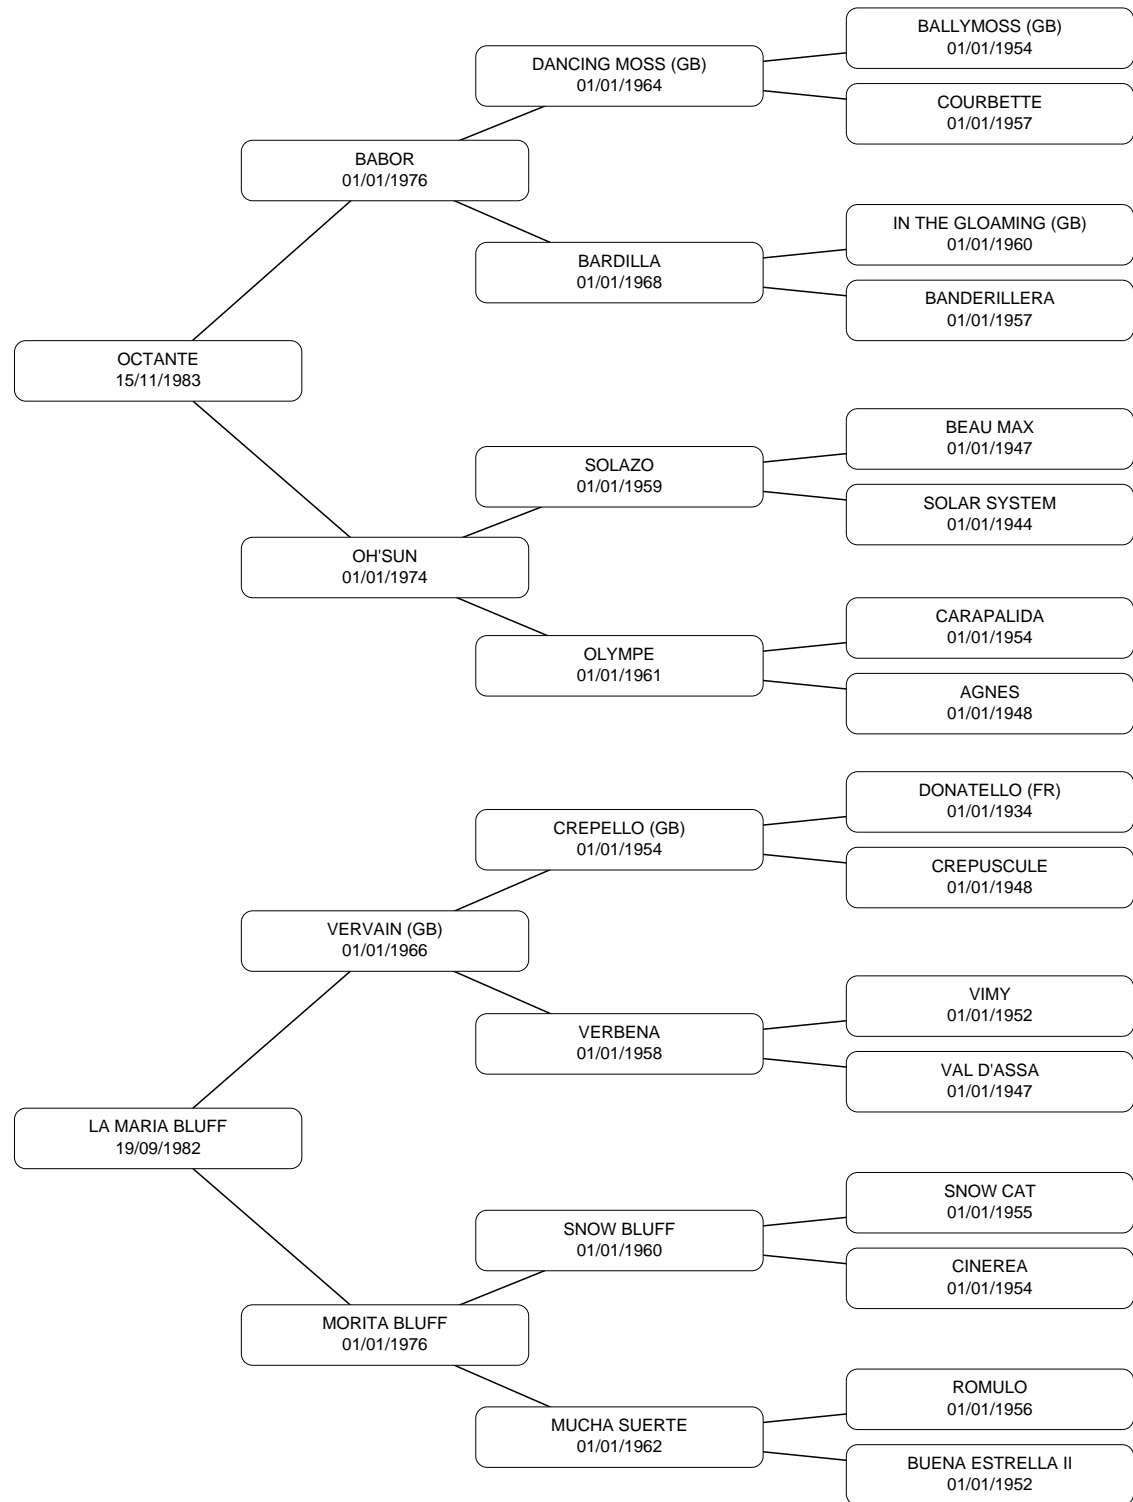 BALLYMOSS (GB)
01/01/1954
DANCING MOSS (GB)
01/01/1964
COURBETTE
01/01/1957
BABOR
01/01/1976
IN THE GLOAMING (GB)
01/01/1960
BARDILLA
01/01/1968
BANDERILLERA
01/01/1957
OCTANTE
15/11/1983
BEAU MAX
01/01/1947
SOLAZO
01/01/1959
SOLAR SYSTEM
01/01/1944
OH'SUN
01/01/1974
CARAPALIDA
01/01/1954
OLYMPE
01/01/1961
AGNES
01/01/1948
DONATELLO (FR)
01/01/1934
CREPELLO (GB)
01/01/1954
CREPUSCULE
01/01/1948
VERVAIN (GB)
01/01/1966
VIMY
01/01/1952
VERBENA
01/01/1958
VAL D'ASSA
01/01/1947
LA MARIA BLUFF
19/09/1982
SNOW CAT
01/01/1955
SNOW BLUFF
01/01/1960
CINEREA
01/01/1954
MORITA BLUFF
01/01/1976
ROMULO
01/01/1956
MUCHA SUERTE
01/01/1962
BUENA ESTRELLA II
01/01/1952